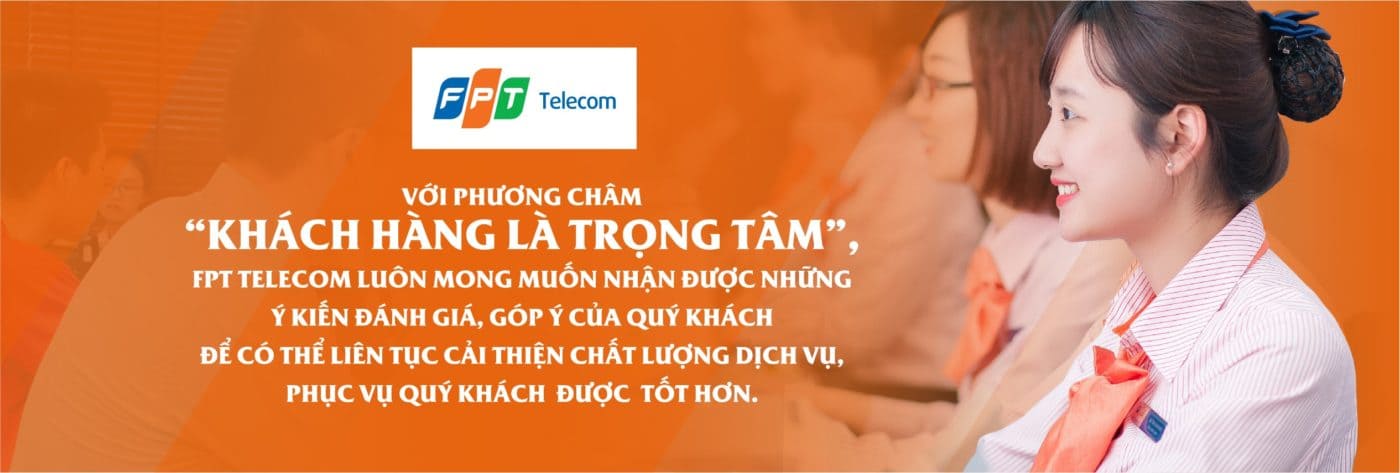 FPT Telecom
VỚI PHƯƠNG CHÂM
“KHÁCH HÀNG LÀ TRỌNG TÂM”,
FPT TELECOM LUÔN MONG MUỐN NHẬN ĐƯỢC NHỮNG
Ý KIẾN ĐÁNH GIÁ, GÓP Ý CỦA QUÝ KHÁCH
ĐỂ CÓ THỂ LIÊN TỤC CẢI THIỆN CHẤT LƯỢNG DỊCH VỤ,
PHỤC VỤ QUÝ KHÁCH ĐƯỢC TỐT HƠN.